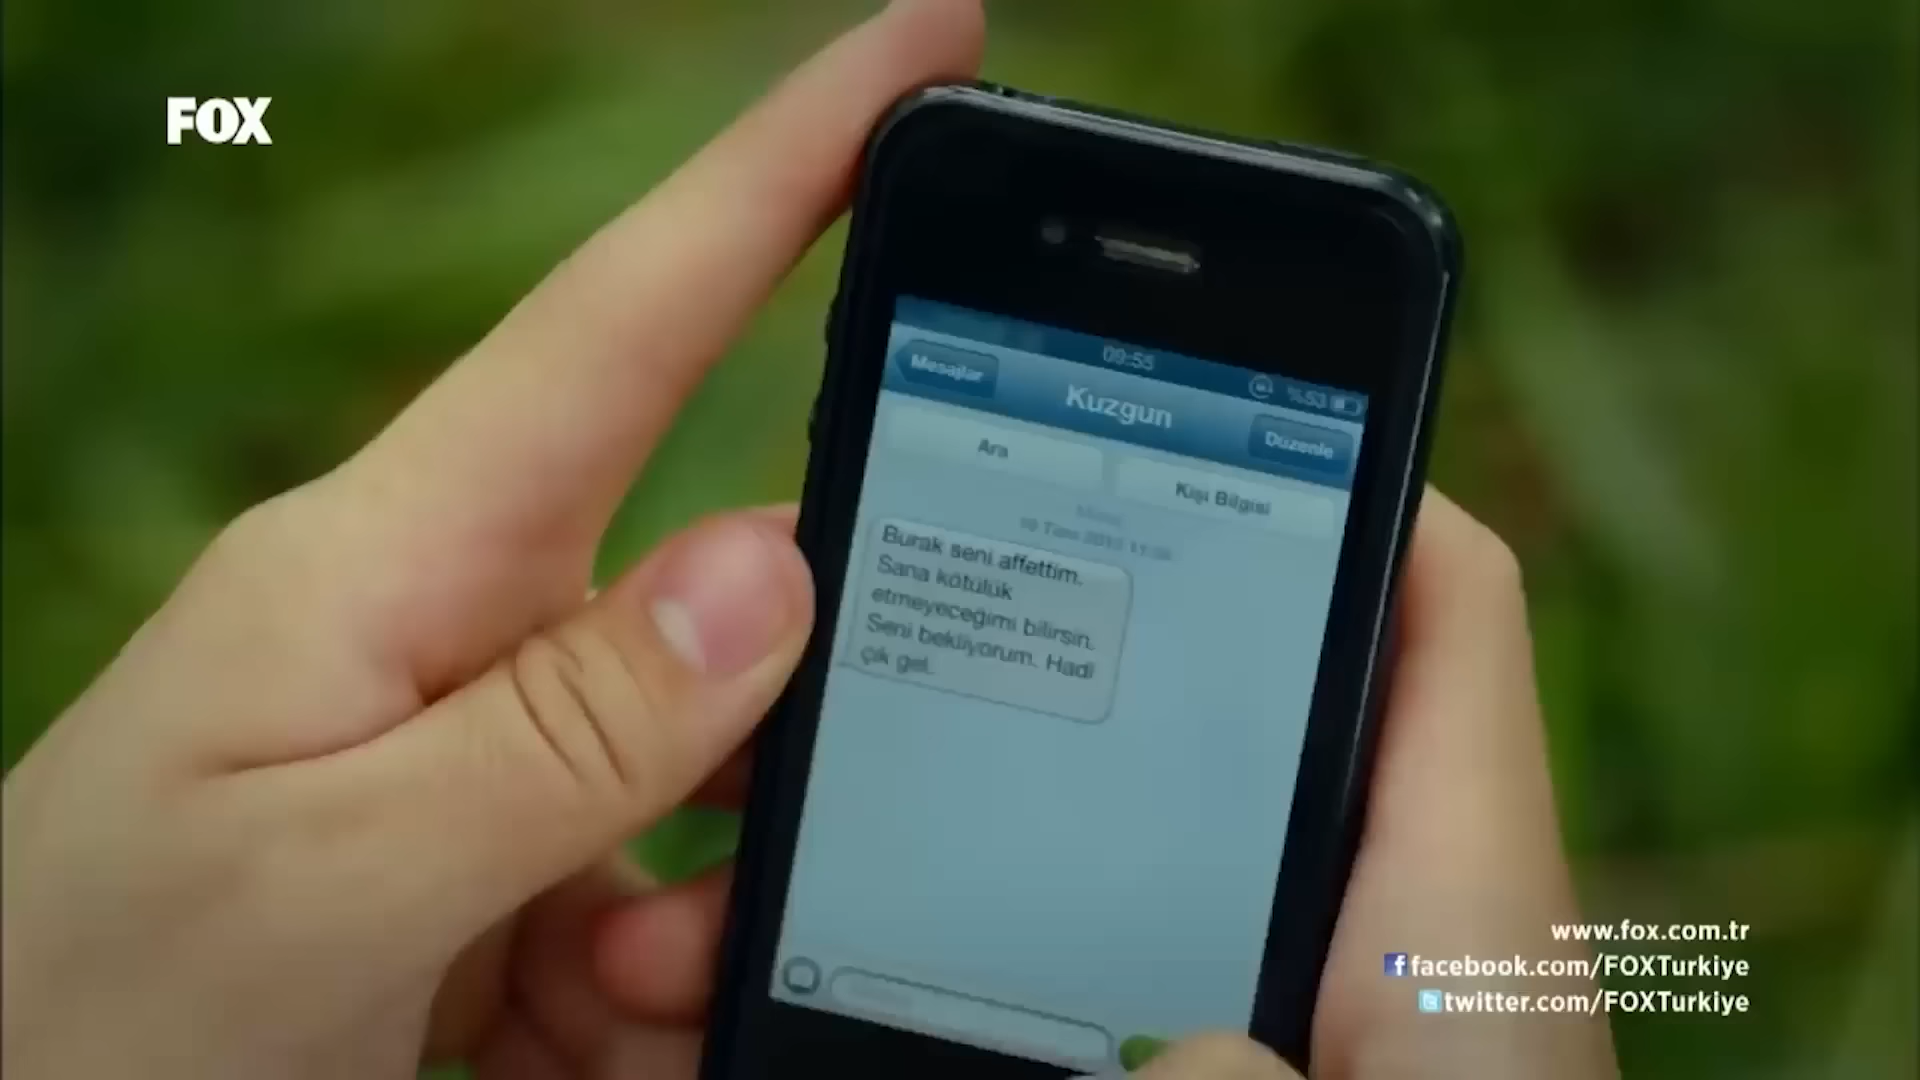 FOX
09:55
%53
Mesajlar
Kuzgun
Düzenle
Ara
Kişi Bilgisi
Burak seni affettim.
Sana kötülük
etmeyeceğimi bilirsin.
Seni bekliyorum. Hadi
çık gel.
www.fox.com.tr
facebook.com/FOXTurkiye
twitter.com/FOXTurkiye